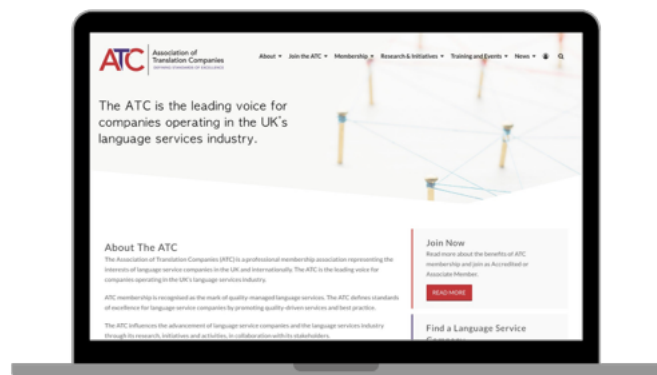 ATC
Association of
Translation Companies
DEFINING STANDARDS OF EXCELLENCE
About
Join the ATC
Membership
Research & Initiatives
Training and Events
News
The ATC is the leading voice for
companies operating in the UK's
language services industry.
About The ATC
The Association of Translation Companies (ATC) is a professional membership association representing the
interests of language service companies in the UK and internationally. The ATC is the leading voice for
companies operating in the UK's language services industry.
ATC membership is recognised as the mark of quality-managed language services. The ATC defines standards
of excellence for language service companies by promoting quality-driven services and best practice.
The ATC influences the advancement of language service companies and the language services industry
through its research, initiatives and activities, in collaboration with its stakeholders.
Join Now
Read more about the benefits of ATC
membership and join as Accredited or
Associate Member.
READ MORE
Find a Language Service